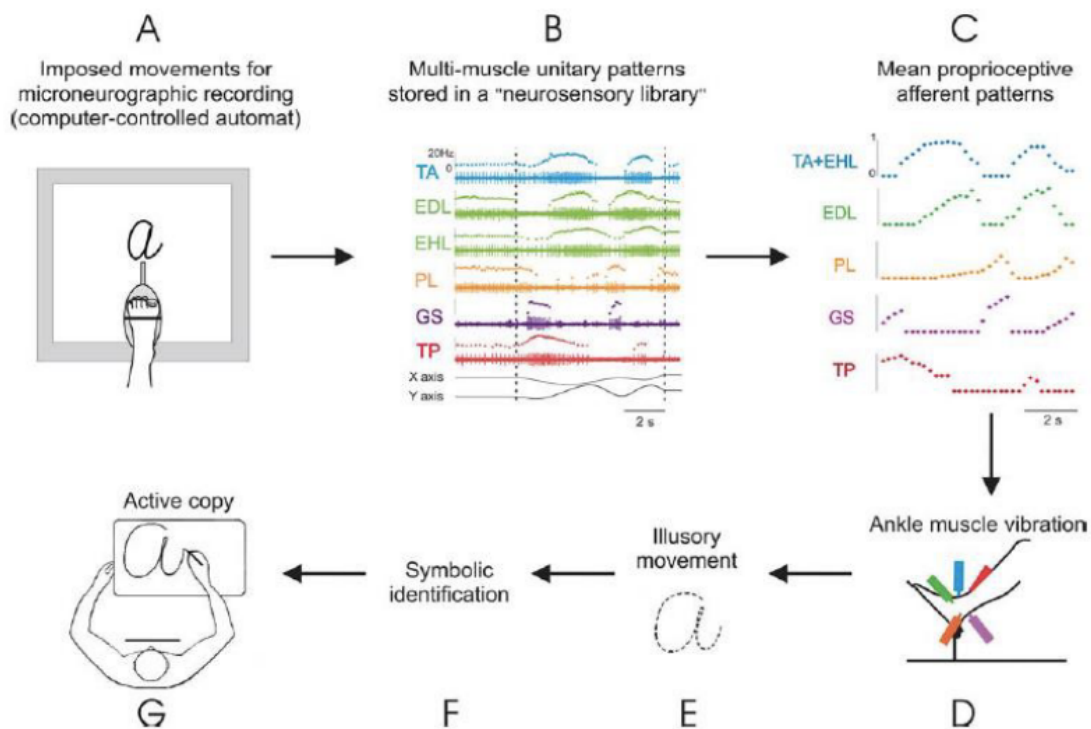 A
Imposed movements for
microneurographic recording
(computer-controlled automat)
a
B
Multi-muscle unitary patterns
stored in a "neurosensory library"
20Hz
0
TA
EDL
EHL
PL
GS
TP
X axis
Y axis
2 s
C
Mean proprioceptive
afferent patterns
1
0
TA+EHL
EDL
PL
GS
TP
2 s
Ankle muscle vibration
D
Illusory
movement
a
E
Symbolic
identification
F
Active copy
a
G